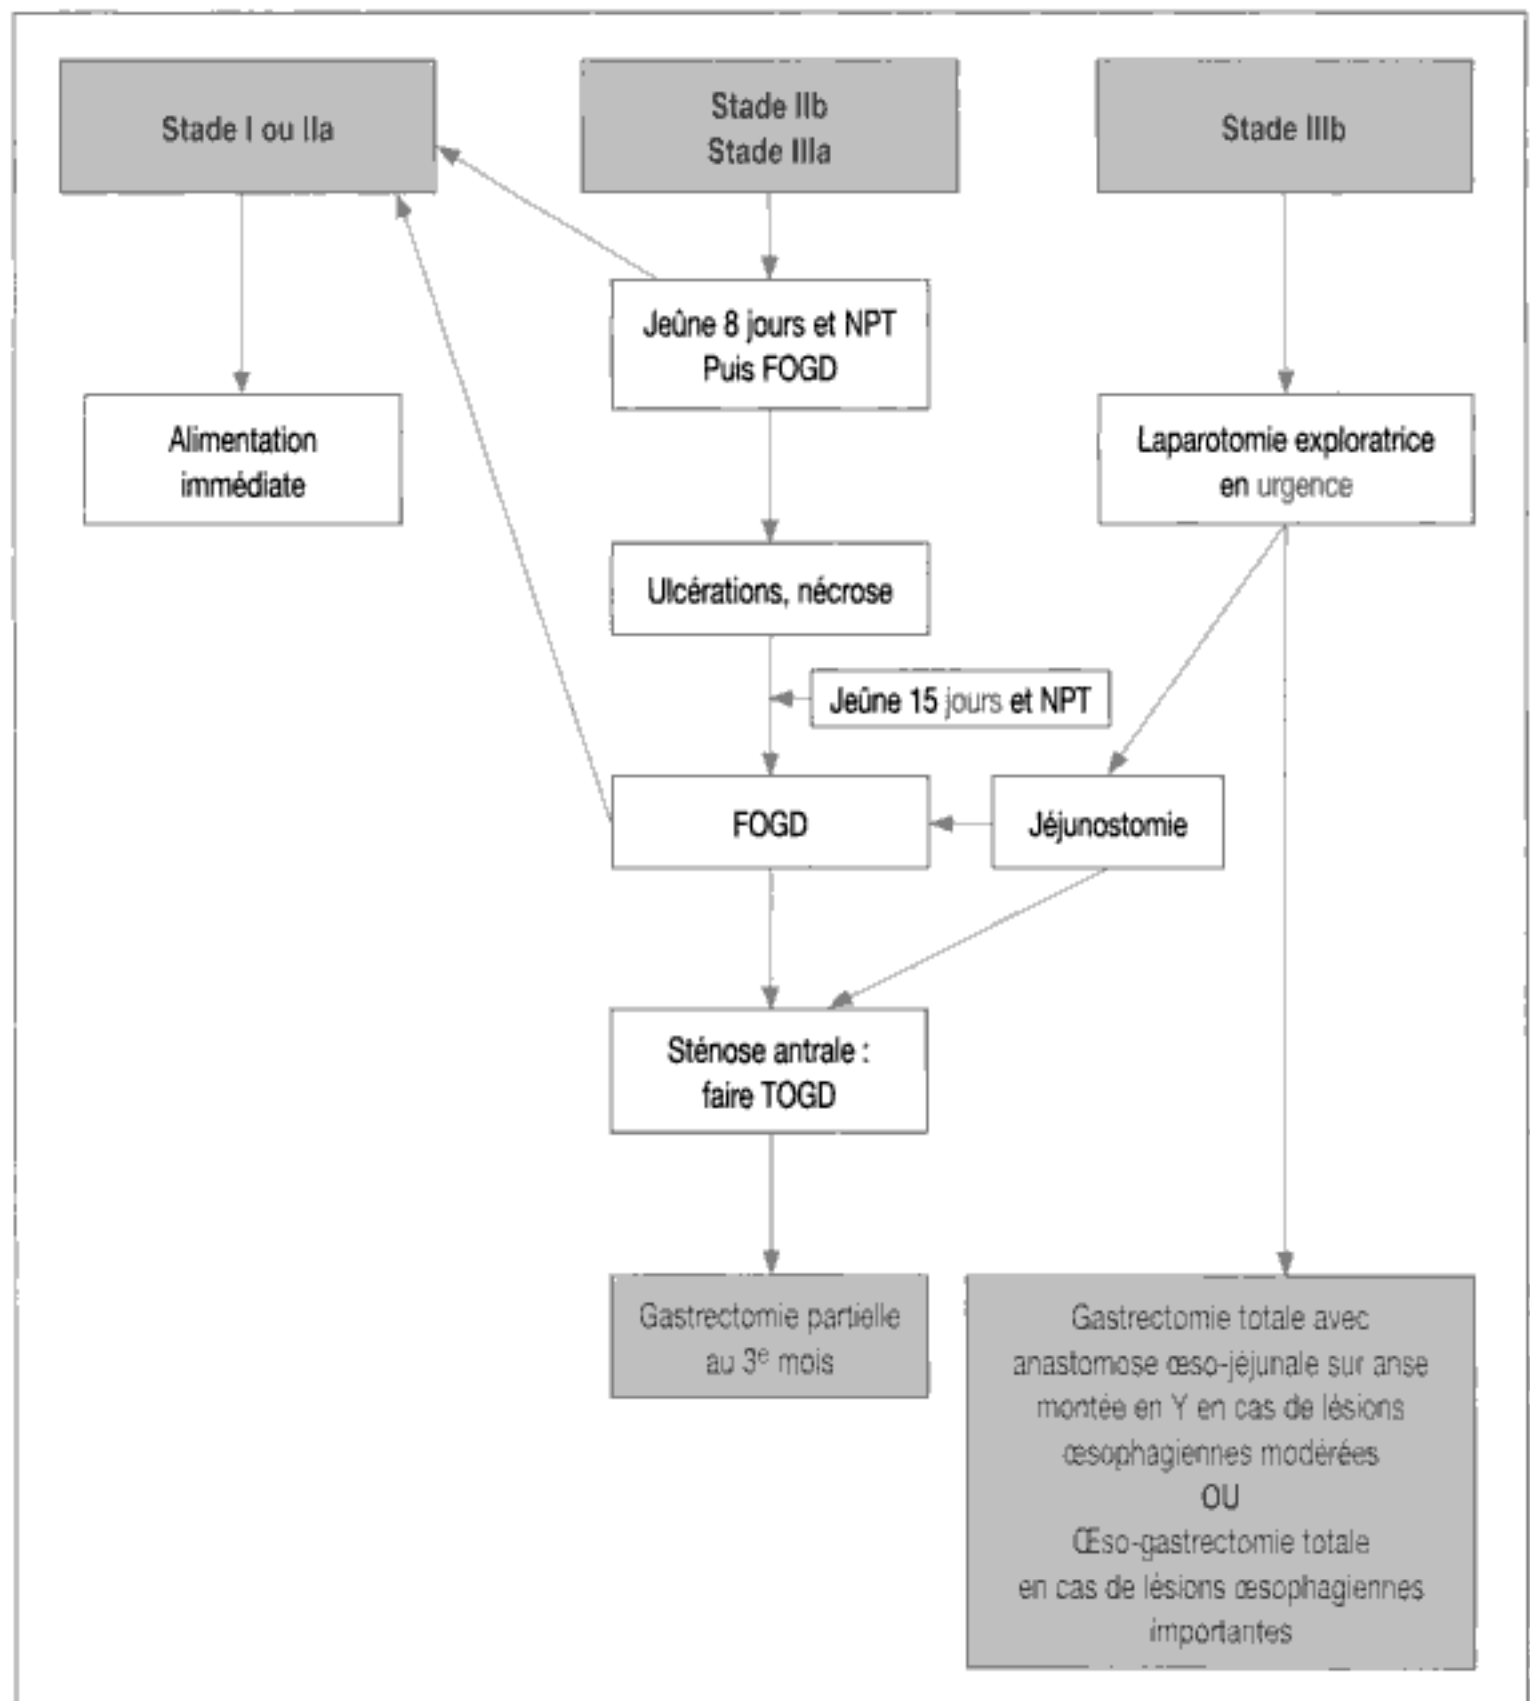 Stade I ou IIa
Stade IIb
Stade IIIa
Stade IIIb
Jeûne 8 jours et NPT
Puis FOGD
Alimentation
immédiate
Laparotomie exploratrice
en urgence
Ulcérations, nécrose
Jeûne 15 jours et NPT
FOGD
Jéjunostomie
Sténose antrale :
faire TOGD
Gastrectomie partielle
au 3e mois
Gastrectomie totale avec
anastomose œso-jéjunale sur anse
montée en Y en cas de lésions
œsophagiennes modérées
OU
Œso-gastrectomie totale
en cas de lésions œsophagiennes
importantes